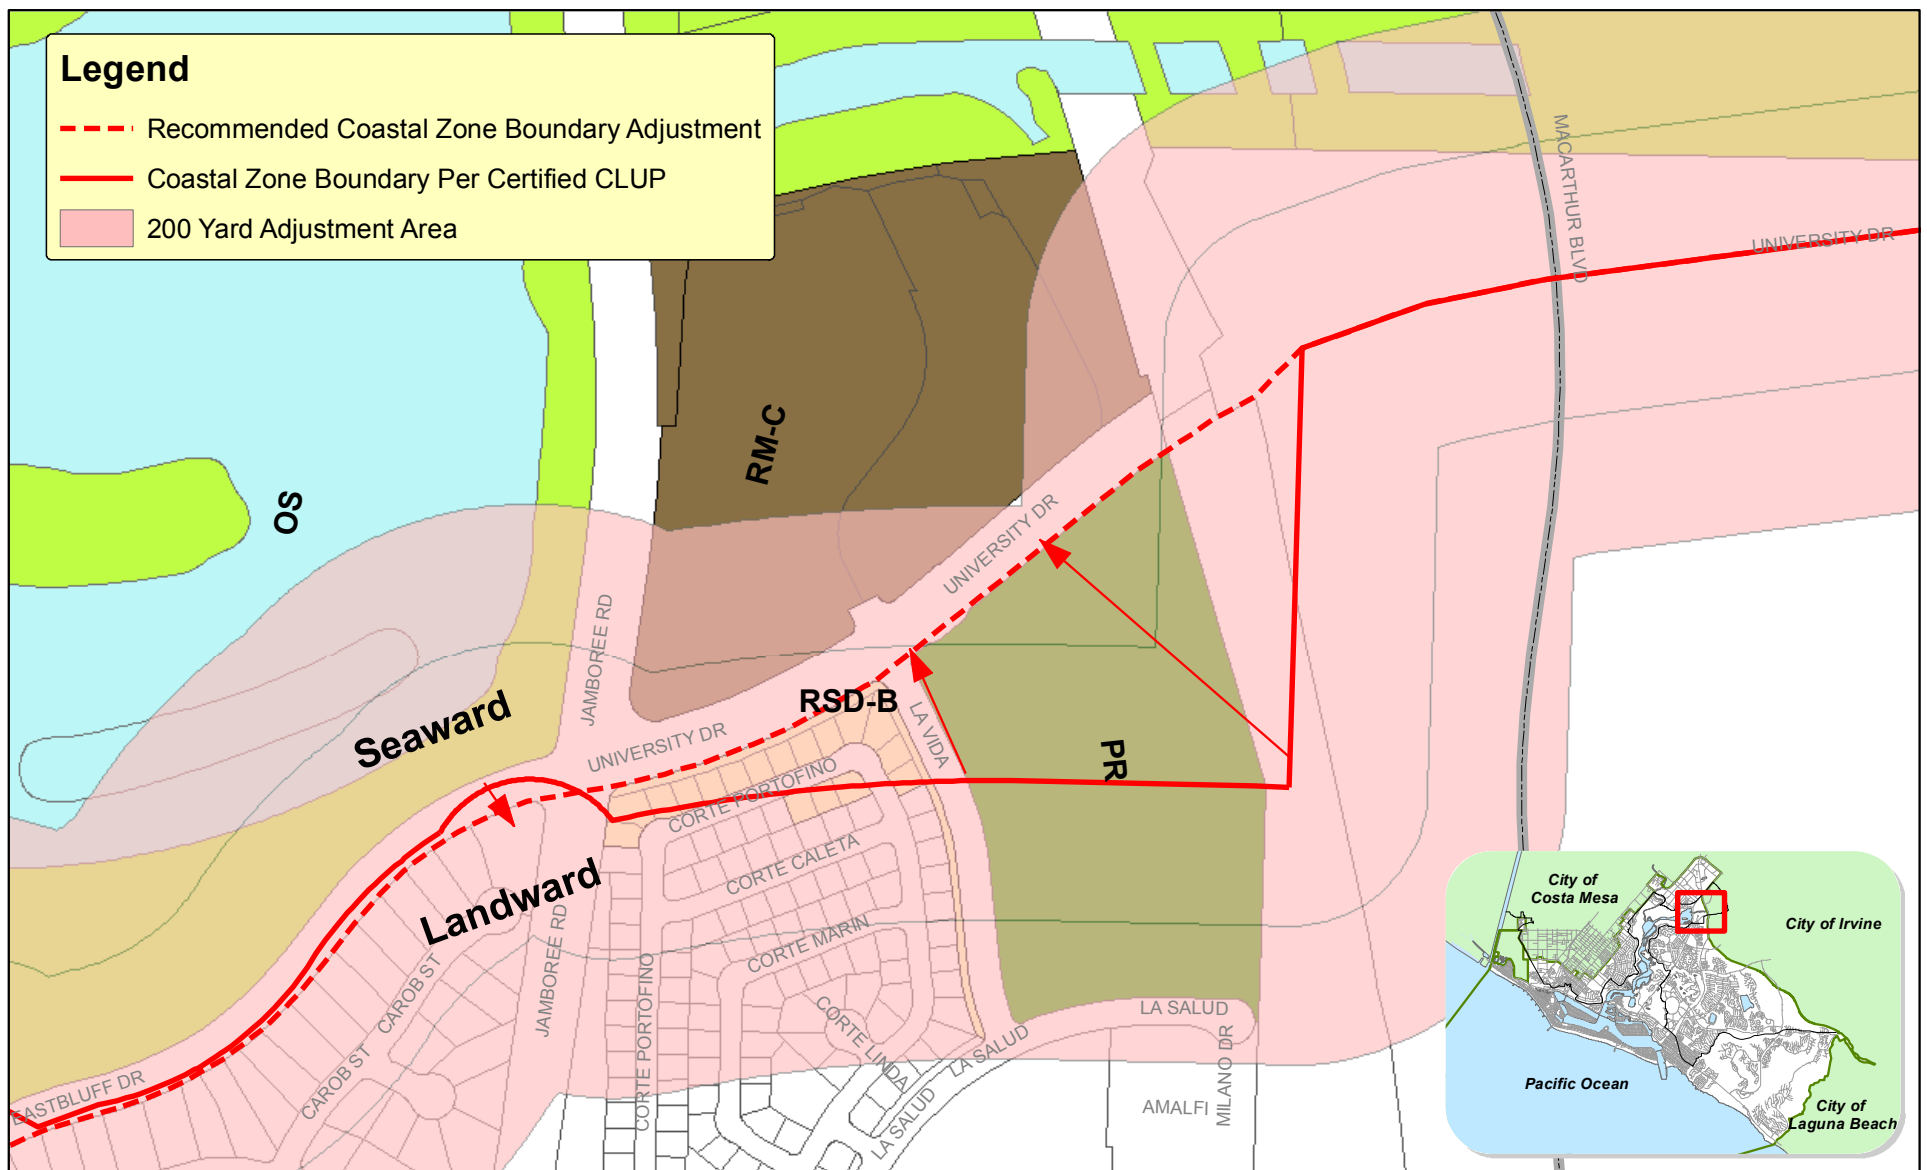 Legend
Recommended Coastal Zone Boundary Adjustment
Coastal Zone Boundary Per Certified CLUP
200 Yard Adjustment Area
MACARTHUR BLVD
UNIVERSITY DR
RM-C
OS
UNIVERSITY DR
JAMBOREE RD
Seaward
RSD-B
LA VIDA
UNIVERSITY DR
PR
CORTE PORTOFINO
CORTE CALETA
Landward
JAMBOREE RD
CAROB ST
CORTE MARIN
CORTE PORTOFINO
CORTE LINDA
LA SALUD
LA SALUD
LA SALUD
MILANO DR
AMALFI
CAROB ST
EASTBLUFF DR
City of
Costa Mesa
City of Irvine
Pacific Ocean
City of
Laguna Beach